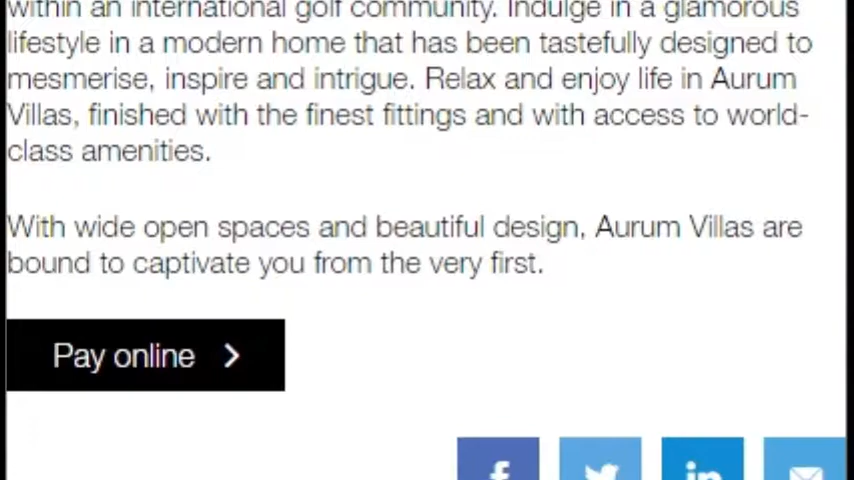 within an international golf community. Indulge in a glamorous
lifestyle in a modern home that has been tastefully designed to
mesmerise, inspire and intrigue. Relax and enjoy life in Aurum
Villas, finished with the finest fittings and with access to world-
class amenities.
With wide open spaces and beautiful design, Aurum Villas are
bound to captivate you from the very first.
Pay online